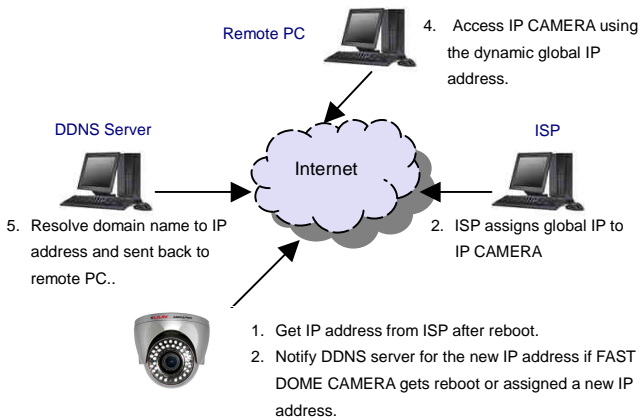 Remote PC
4. Access IP CAMERA using
the dynamic global IP
address.
DDNS Server
ISP
Internet
5. Resolve domain name to IP
address and sent back to
remote PC..
2. ISP assigns global IP to
IP CAMERA
1. Get IP address from ISP after reboot.
2. Notify DDNS server for the new IP address if FAST
DOME CAMERA gets reboot or assigned a new IP
address.